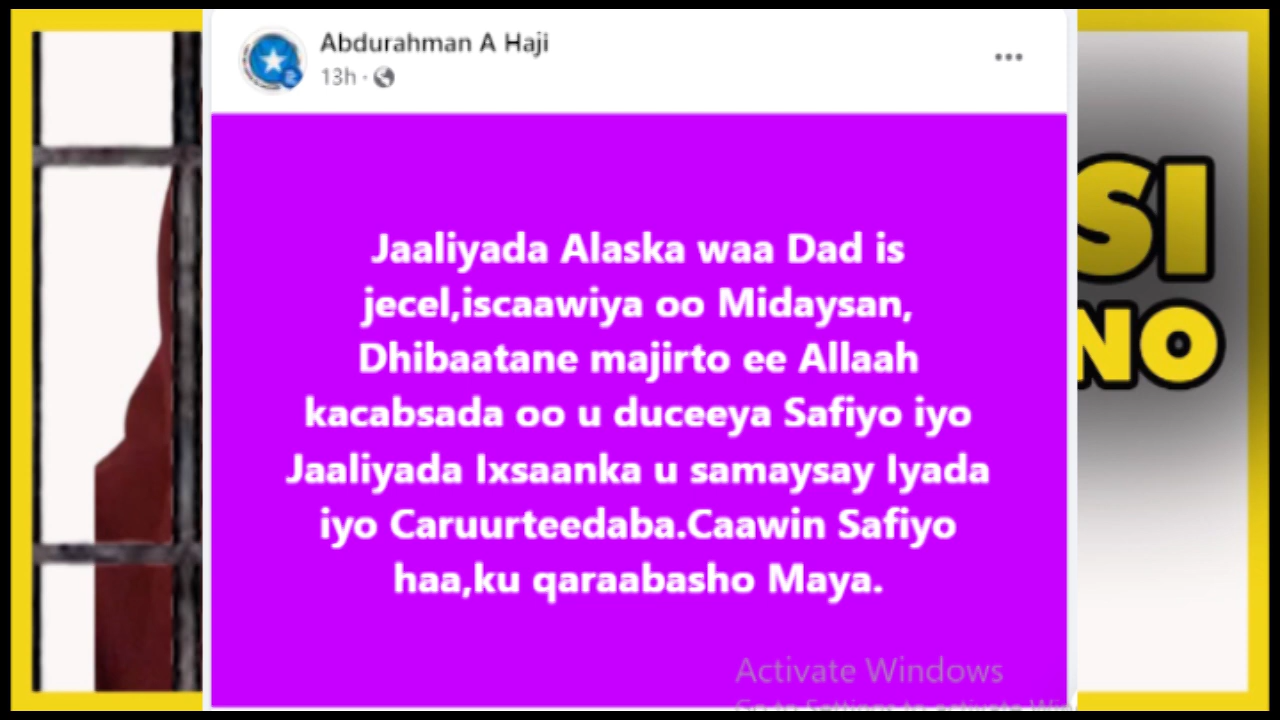 Abdurahman A Haji
13h
Jaaliyada Alaska waa Dad is
jecel,iscaawiya oo Midaysan,
Dhibaatane majirto ee Allaah
kacabsada oo u duceeya Safiyo iyo
Jaaliyada Ixsaanka u samaysay Iyada
iyo Caruurteedaba.Caawin Safiyo
haa,ku qaraabasho Maya.
SI
NO
Activate Windows